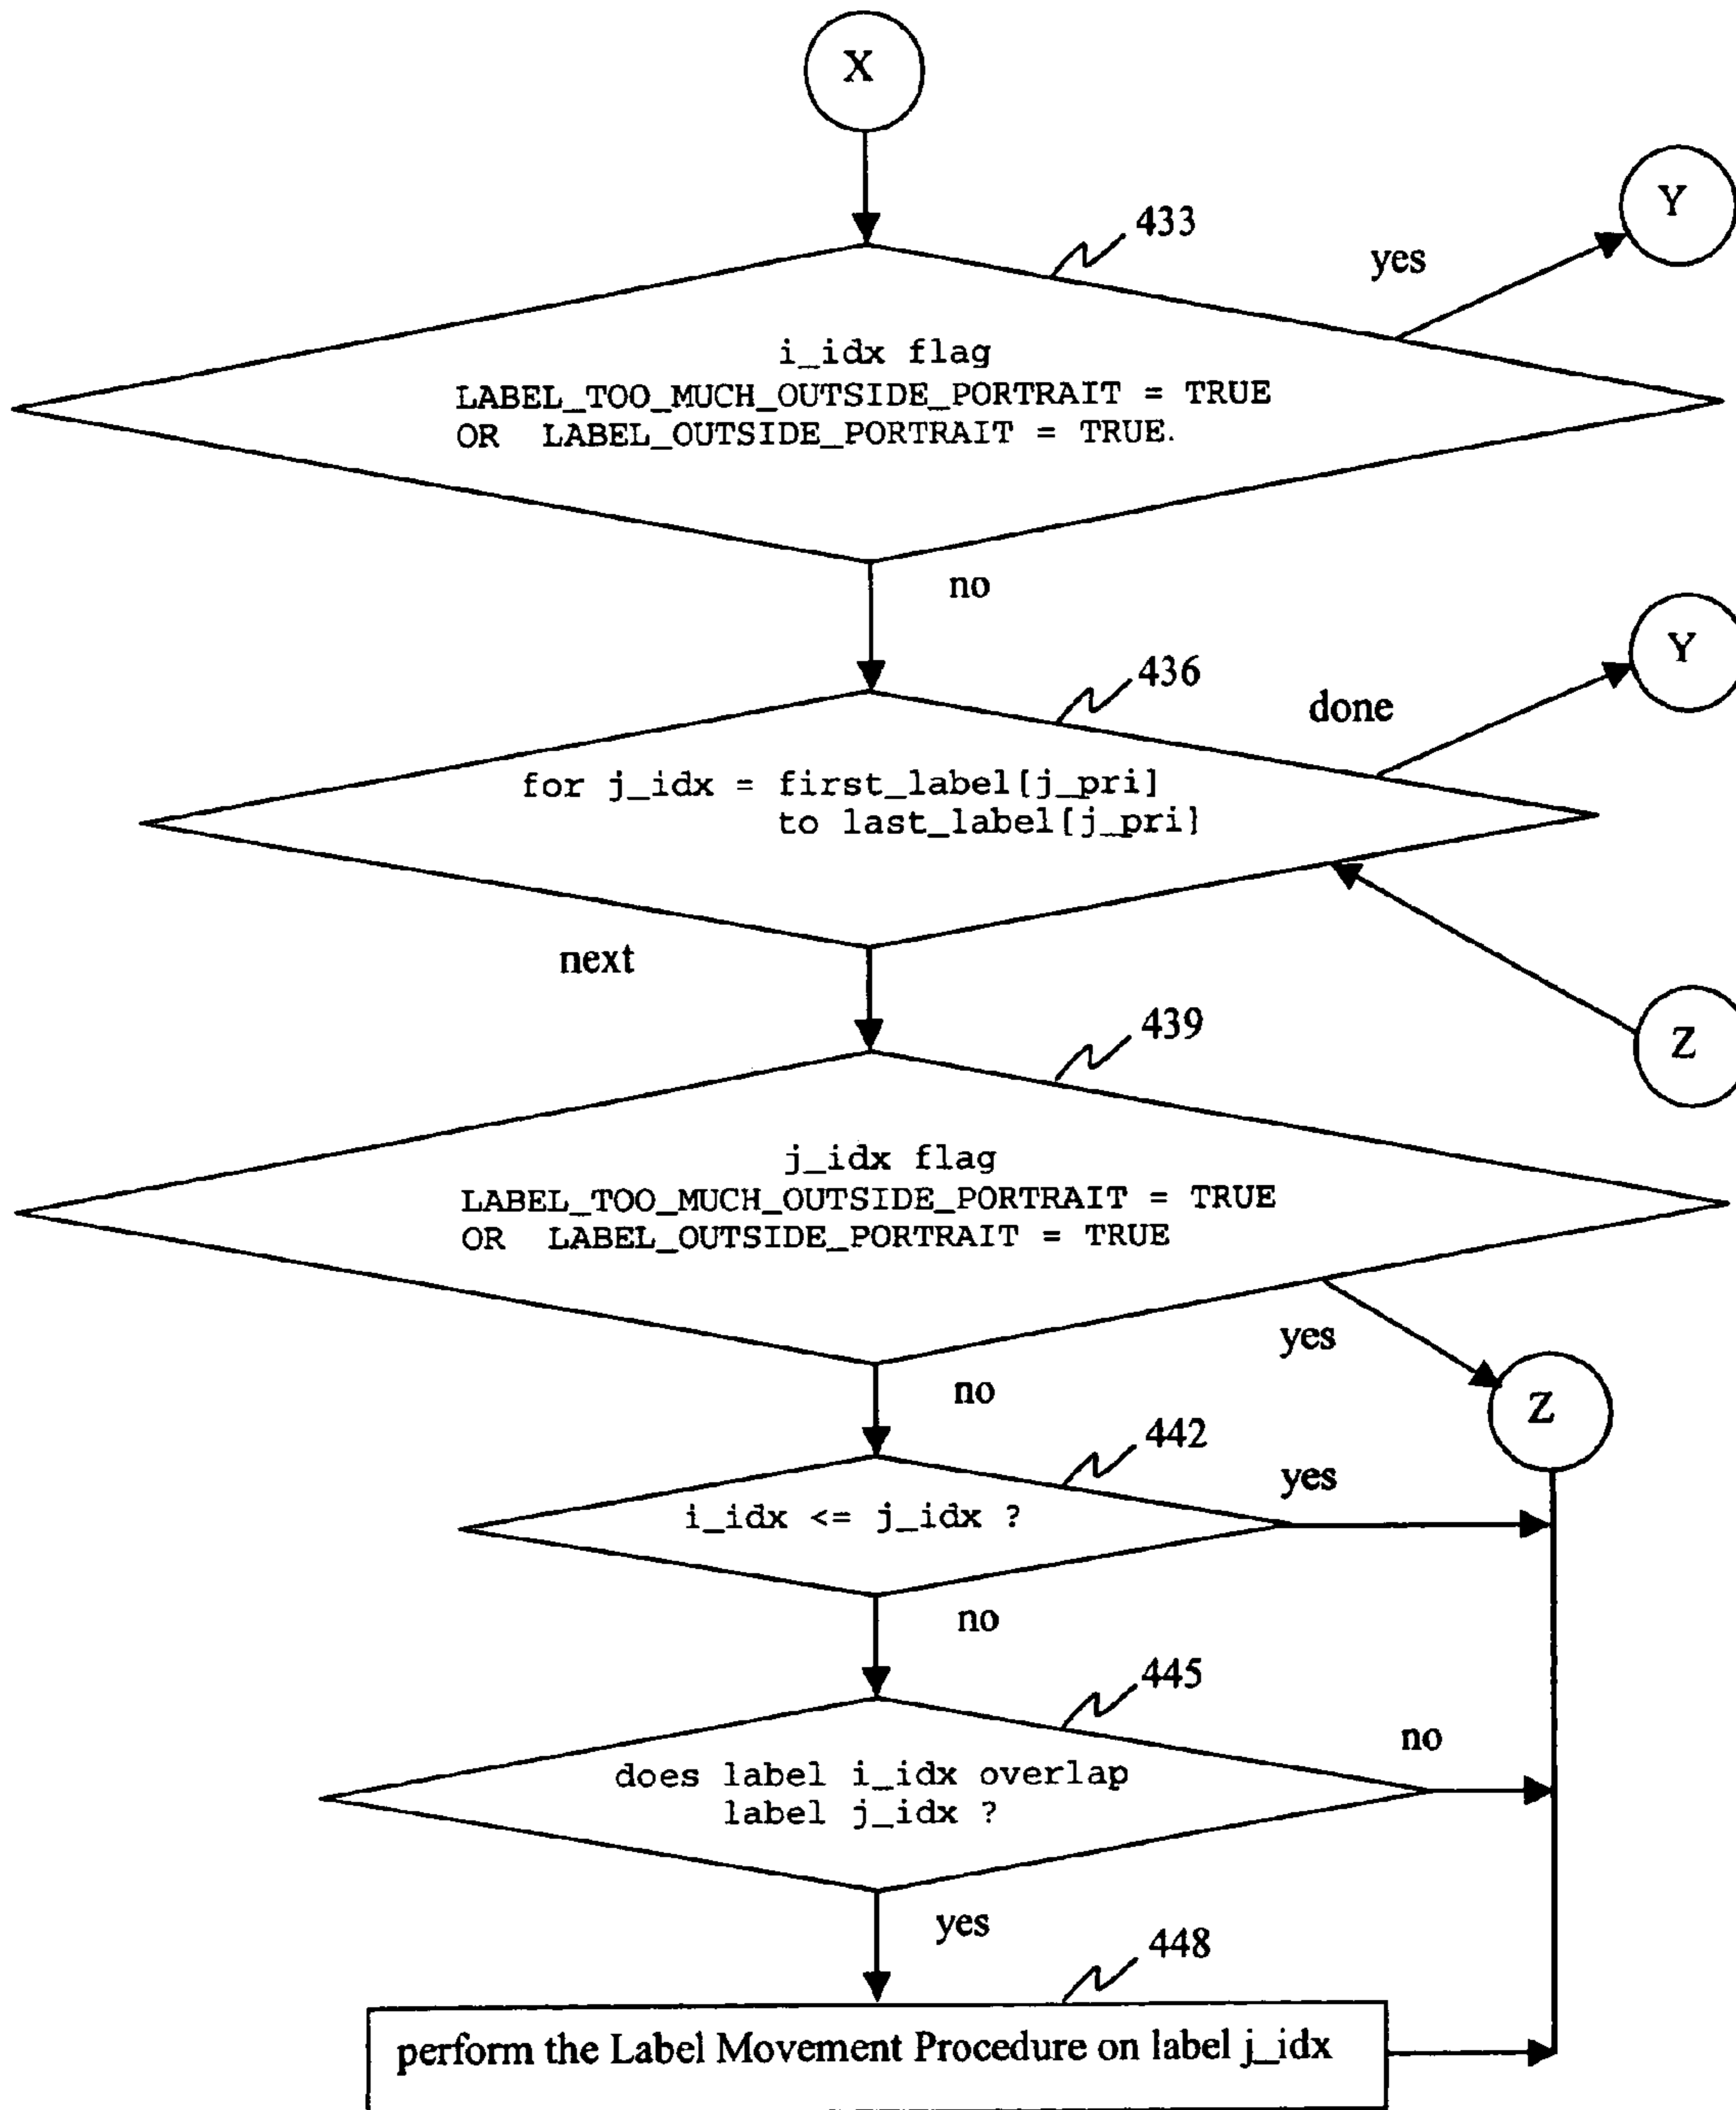 X
Y
433
yes
i_idx flag
LABEL_TOO_MUCH_OUTSIDE_PORTRAIT = TRUE
OR LABEL_OUTSIDE_PORTRAIT = TRUE.
no
Y
436
done
for j_idx = first_label[j_pri]
to last_label[j_pri]
next
Z
439
j_idx flag
LABEL_TOO_MUCH_OUTSIDE_PORTRAIT = TRUE
OR LABEL_OUTSIDE_PORTRAIT = TRUE
yes
no
Z
442
yes
i_idx <= j_idx ?
no
445
no
does label i_idx overlap
label j_idx ?
yes
448
perform the Label Movement Procedure on label j_idx